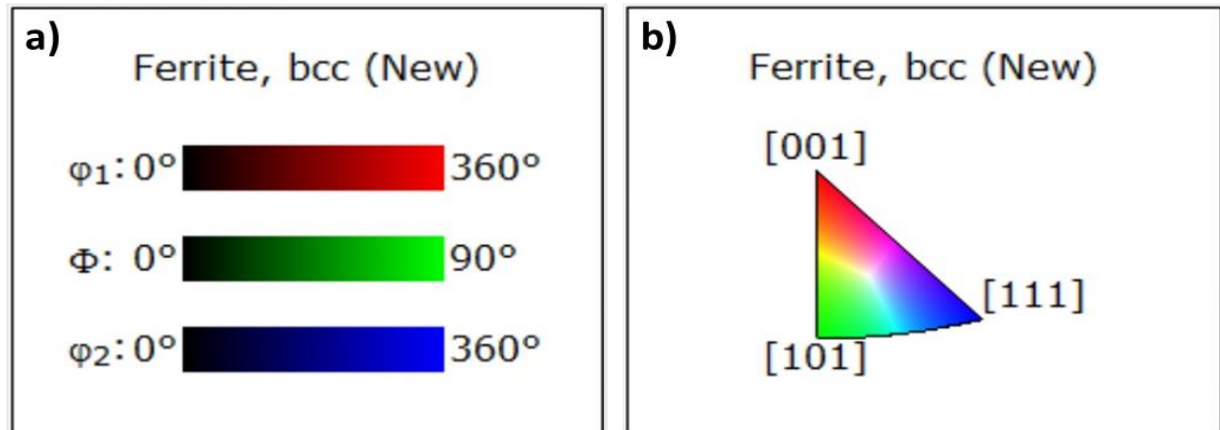 a)
Ferrite, bcc (New)
φ₁: 0° 360°
Φ: 0° 90°
φ₂: 0° 360°
b)
Ferrite, bcc (New)
[001]
[111]
[101]